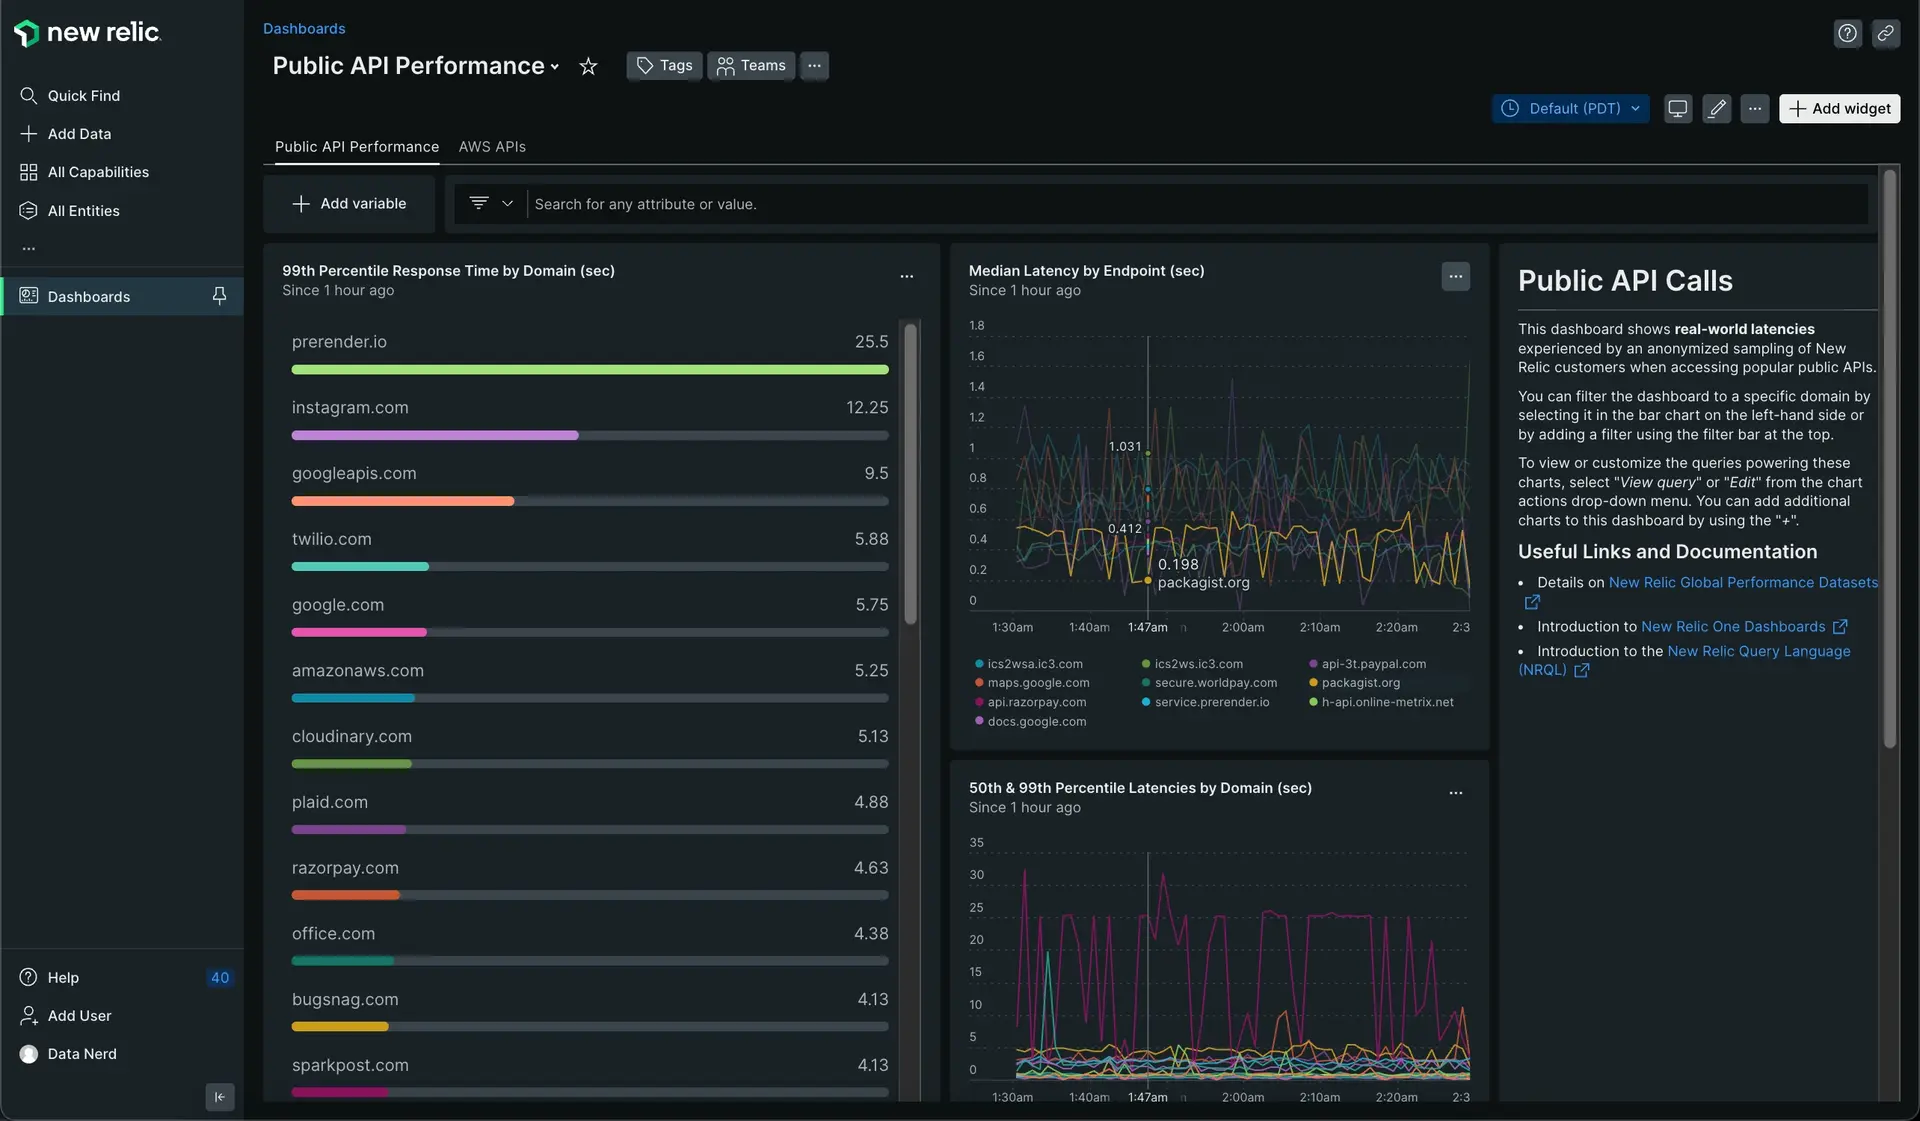 new relic
Quick Find
Add Data
All Capabilities
All Entities
...
Dashboards
Help 40
Add User
Data Nerd
Dashboards
Public API Performance
Tags
Teams
...
Default (PDT)
...
+ Add widget
Public API Performance
AWS APIs
+ Add variable
Search for any attribute or value.
99th Percentile Response Time by Domain (sec)
Since 1 hour ago
...
prerender.io 25.5
instagram.com 12.25
googleapis.com 9.5
twilio.com 5.88
google.com 5.75
amazonaws.com 5.25
cloudinary.com 5.13
plaid.com 4.88
razorpay.com 4.63
office.com 4.38
bugsnag.com 4.13
sparkpost.com 4.13
Median Latency by Endpoint (sec)
Since 1 hour ago
...
1.8
1.6
1.4
1.2
1
0.8
0.6
0.4
0.2
0
1.031
0.412
0.198
packagist.org
1:30am 1:40am 1:47am 2:00am 2:10am 2:20am 2:3
ics2wsa.ic3.com ics2ws.ic3.com api-3t.paypal.com
maps.google.com secure.worldpay.com packagist.org
api.razorpay.com service.prerender.io h-api.online-metrix.net
docs.google.com
50th & 99th Percentile Latencies by Domain (sec)
Since 1 hour ago
...
35
30
25
20
15
10
5
0
1:30am 1:40am 1:47am 2:00am 2:10am 2:20am 2:3
Public API Calls
This dashboard shows real-world latencies
experienced by an anonymized sampling of New
Relic customers when accessing popular public APIs.
You can filter the dashboard to a specific domain by
selecting it in the bar chart on the left-hand side or
by adding a filter using the filter bar at the top.
To view or customize the queries powering these
charts, select "View query" or "Edit" from the chart
actions drop-down menu. You can add additional
charts to this dashboard by using the "+".
Useful Links and Documentation
• Details on New Relic Global Performance Datasets
• Introduction to New Relic One Dashboards
• Introduction to the New Relic Query Language
(NRQL)